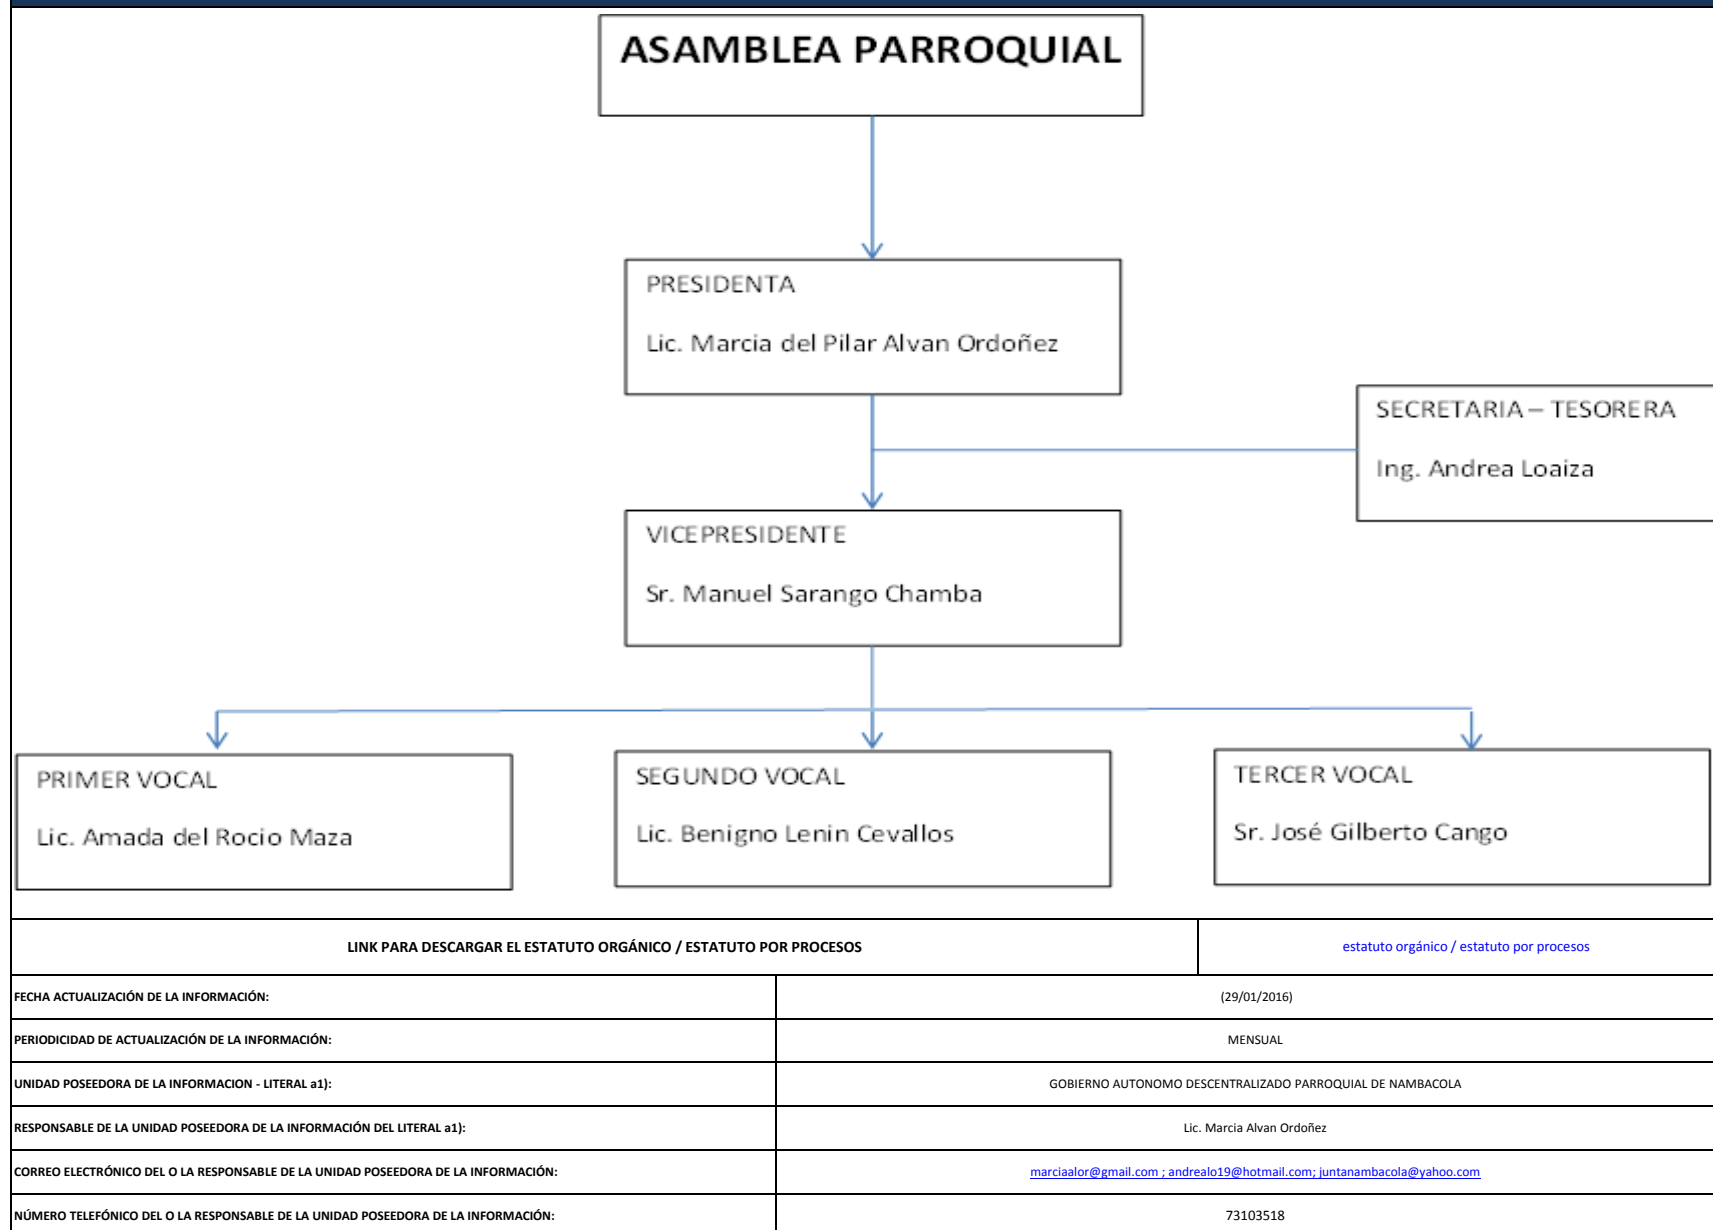 ASAMBLEA PARROQUIAL
PRESIDENTA
Lic. Marcia del Pilar Alvan Ordoñez
SECRETARIA – TESORERA
Ing. Andrea Loaiza
VICEPRESIDENTE
Sr. Manuel Sarango Chamba
PRIMER VOCAL
Lic. Amada del Rocio Maza
SEGUNDO VOCAL
Lic. Benigno Lenin Cevallos
TERCER VOCAL
Sr. José Gilberto Cango
LINK PARA DESCARGAR EL ESTATUTO ORGÁNICO / ESTATUTO POR PROCESOS
estatuto orgánico / estatuto por procesos
FECHA ACTUALIZACIÓN DE LA INFORMACIÓN:
(29/01/2016)
PERIODICIDAD DE ACTUALIZACIÓN DE LA INFORMACIÓN:
MENSUAL
UNIDAD POSEEDORA DE LA INFORMACION - LITERAL a1):
GOBIERNO AUTONOMO DESCENTRALIZADO PARROQUIAL DE NAMBACOLA
RESPONSABLE DE LA UNIDAD POSEEDORA DE LA INFORMACIÓN DEL LITERAL a1):
Lic. Marcia Alvan Ordoñez
CORREO ELECTRÓNICO DEL O LA RESPONSABLE DE LA UNIDAD POSEEDORA DE LA INFORMACIÓN:
marciaalor@gmail.com ; andrealo19@hotmail.com; juntanambacola@yahoo.com
NÚMERO TELEFÓNICO DEL O LA RESPONSABLE DE LA UNIDAD POSEEDORA DE LA INFORMACIÓN:
73103518